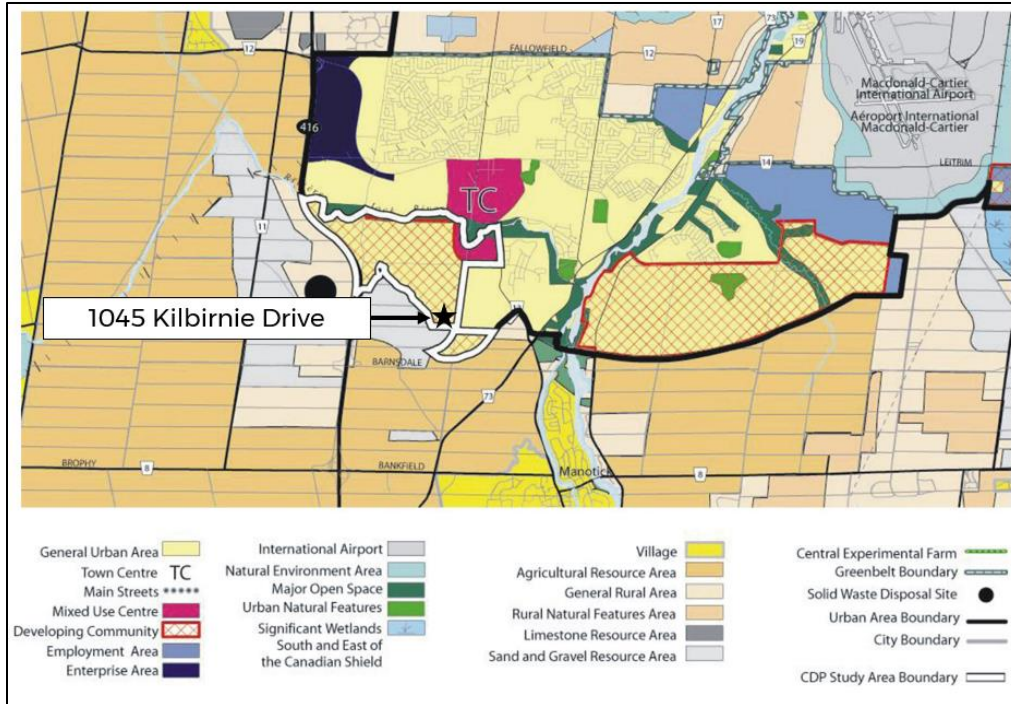 17
73
12
12
19
FALLOWFIELD
Macdonald-Cartier
International Airport
Aéroport International
Macdonald-Cartier
416
LEITRIM
14
TC
11
1045 Kilbirnie Drive
BARNSDALE
73
BROPHY
8
BANKFIELD
Manotick
8
General Urban Area
Town Centre TC
Main Streets
Mixed Use Centre
Developing Community
Employment Area
Enterprise Area
International Airport
Natural Environment Area
Major Open Space
Urban Natural Features
Significant Wetlands
South and East of
the Canadian Shield
Village
Agricultural Resource Area
General Rural Area
Rural Natural Features Area
Limestone Resource Area
Sand and Gravel Resource Area
Central Experimental Farm
Greenbelt Boundary
Solid Waste Disposal Site
Urban Area Boundary
City Boundary
CDP Study Area Boundary